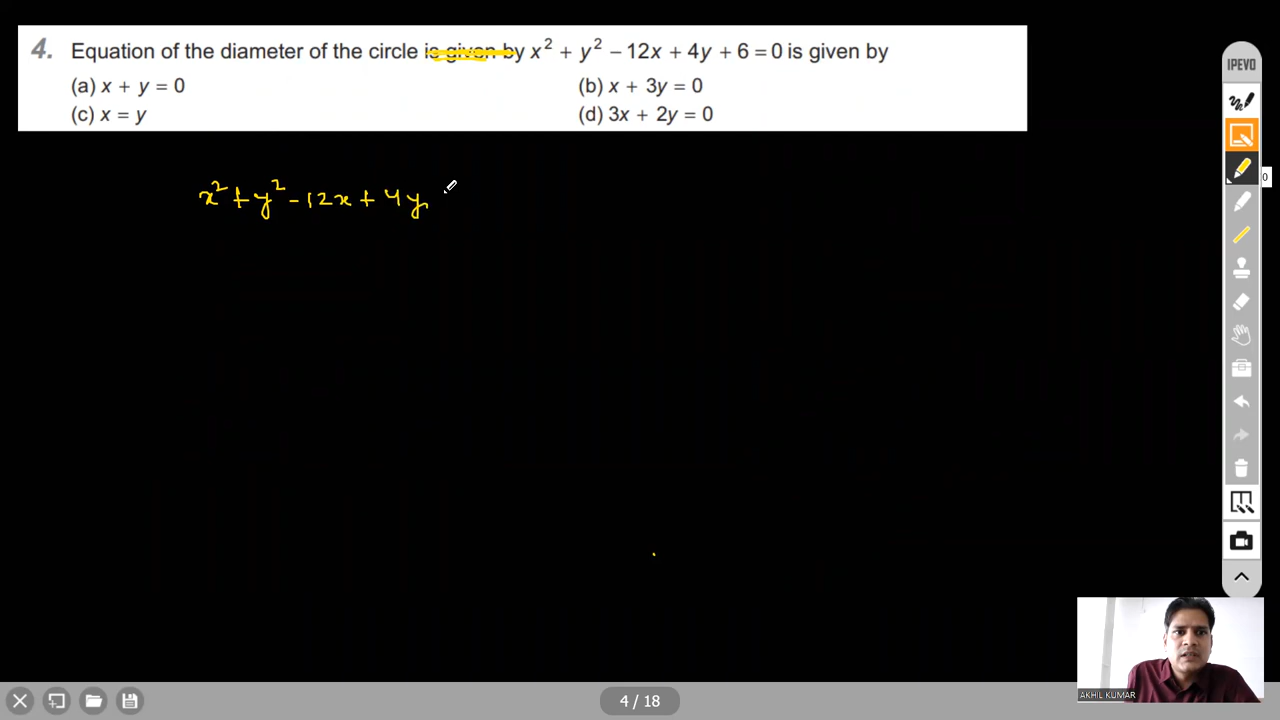 4. Equation of the diameter of the circle is given by x² + y² − 12x + 4y + 6 = 0 is given by
(a) x + y = 0 (b) x + 3y = 0
(c) x = y (d) 3x + 2y = 0
x² + y² - 12x + 4y
IPEVO
0
4 / 18
AKHIL KUMAR